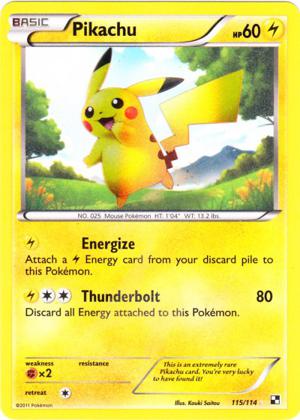 BASIC
Pikachu HP60
NO. 025 Mouse Pokémon HT: 1'04" WT: 13.2 lbs.
Energize
Attach a Energy card from your discard pile to
this Pokémon.
Thunderbolt 80
Discard all Energy attached to this Pokémon.
weakness resistance
×2
retreat
This is an extremely rare
Pikachu card. You're very lucky
to have found it!
©2011 Pokémon Illus. Kouki Saitou 115/114